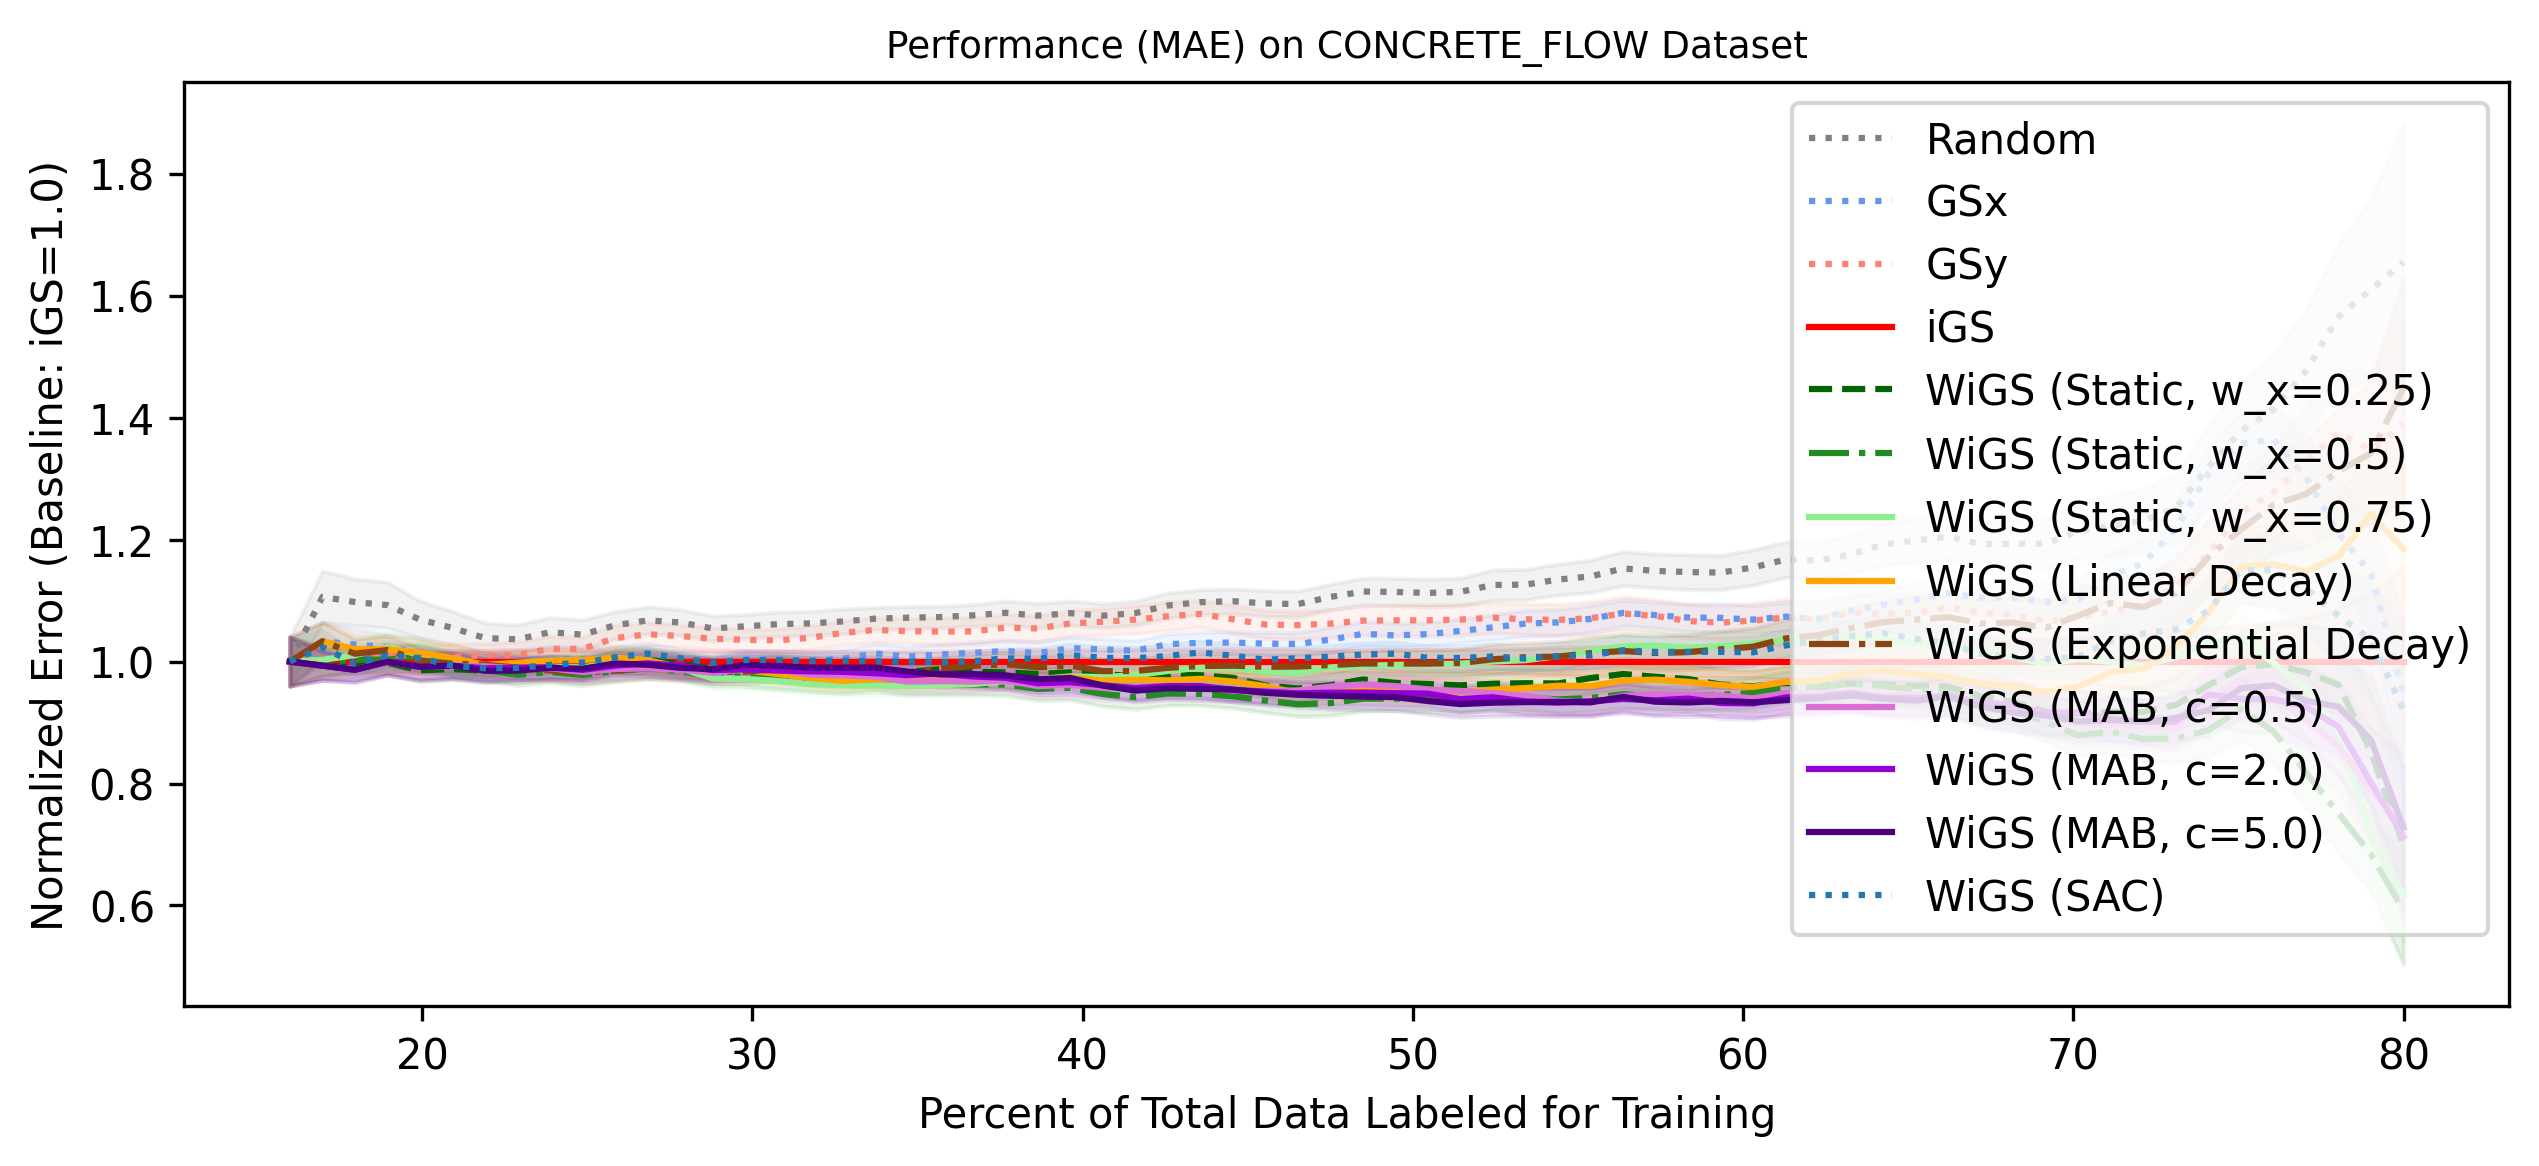 Performance (MAE) on CONCRETE_FLOW Dataset
Normalized Error (Baseline: iGS=1.0)
1.8
1.6
1.4
1.2
1.0
0.8
0.6
Random
GSx
GSy
iGS
WiGS (Static, w_x=0.25)
WiGS (Static, w_x=0.5)
WiGS (Static, w_x=0.75)
WiGS (Linear Decay)
WiGS (Exponential Decay)
WiGS (MAB, c=0.5)
WiGS (MAB, c=2.0)
WiGS (MAB, c=5.0)
WiGS (SAC)
20 30 40 50 60 70 80
Percent of Total Data Labeled for Training